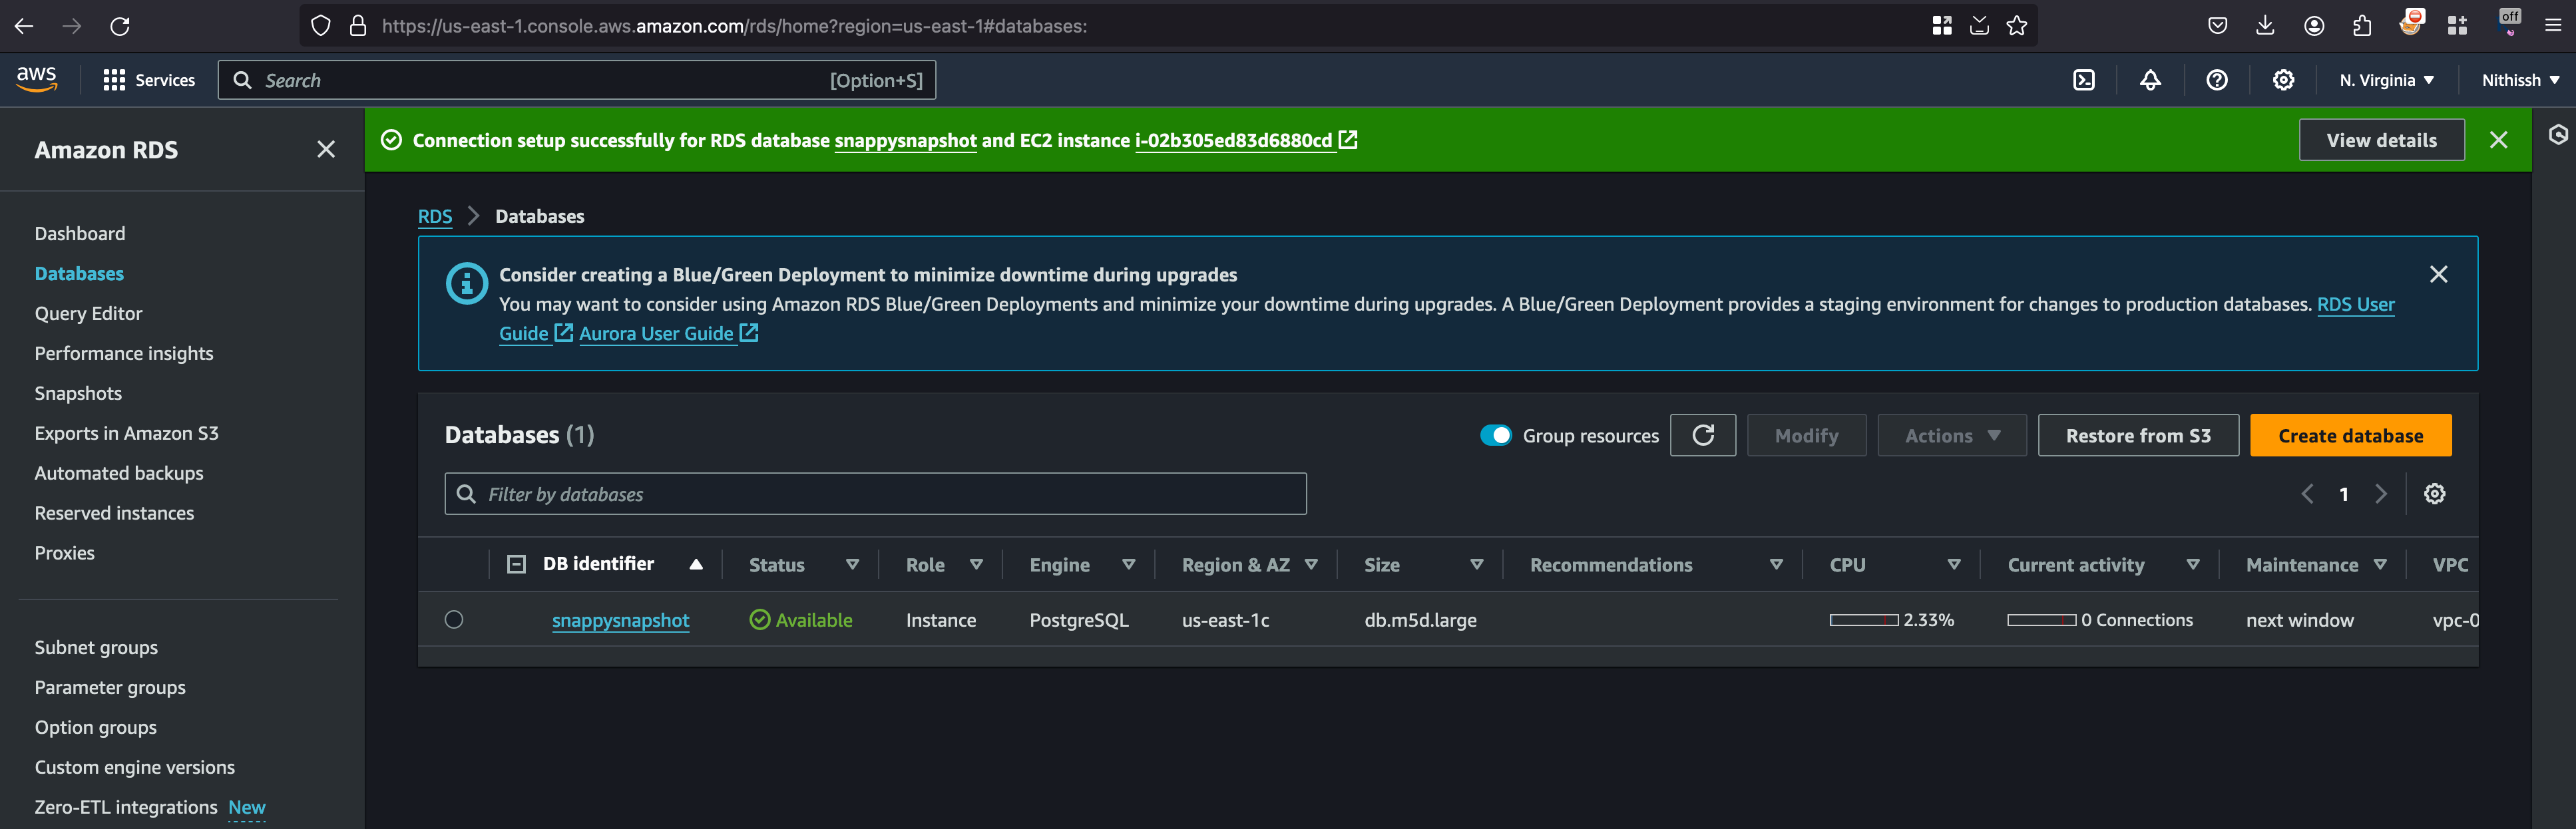 https://us-east-1.console.aws.amazon.com/rds/home?region=us-east-1#databases:
off
aws
Services
Search
[Option+S]
N. Virginia
Nithissh
Amazon RDS
Connection setup successfully for RDS database snappysnapshot and EC2 instance i-02b305ed83d6880cd
View details
RDS
Databases
Consider creating a Blue/Green Deployment to minimize downtime during upgrades
You may want to consider using Amazon RDS Blue/Green Deployments and minimize your downtime during upgrades. A Blue/Green Deployment provides a staging environment for changes to production databases. RDS User
Guide Aurora User Guide
Dashboard
Databases
Query Editor
Performance insights
Snapshots
Exports in Amazon S3
Automated backups
Reserved instances
Proxies
Subnet groups
Parameter groups
Option groups
Custom engine versions
Zero-ETL integrations New
Databases (1)
Group resources
Modify
Actions
Restore from S3
Create database
Filter by databases
1
DB identifier Status Role Engine Region & AZ Size Recommendations CPU Current activity Maintenance VPC
snappysnapshot Available Instance PostgreSQL us-east-1c db.m5d.large 2.33% 0 Connections next window vpc-0